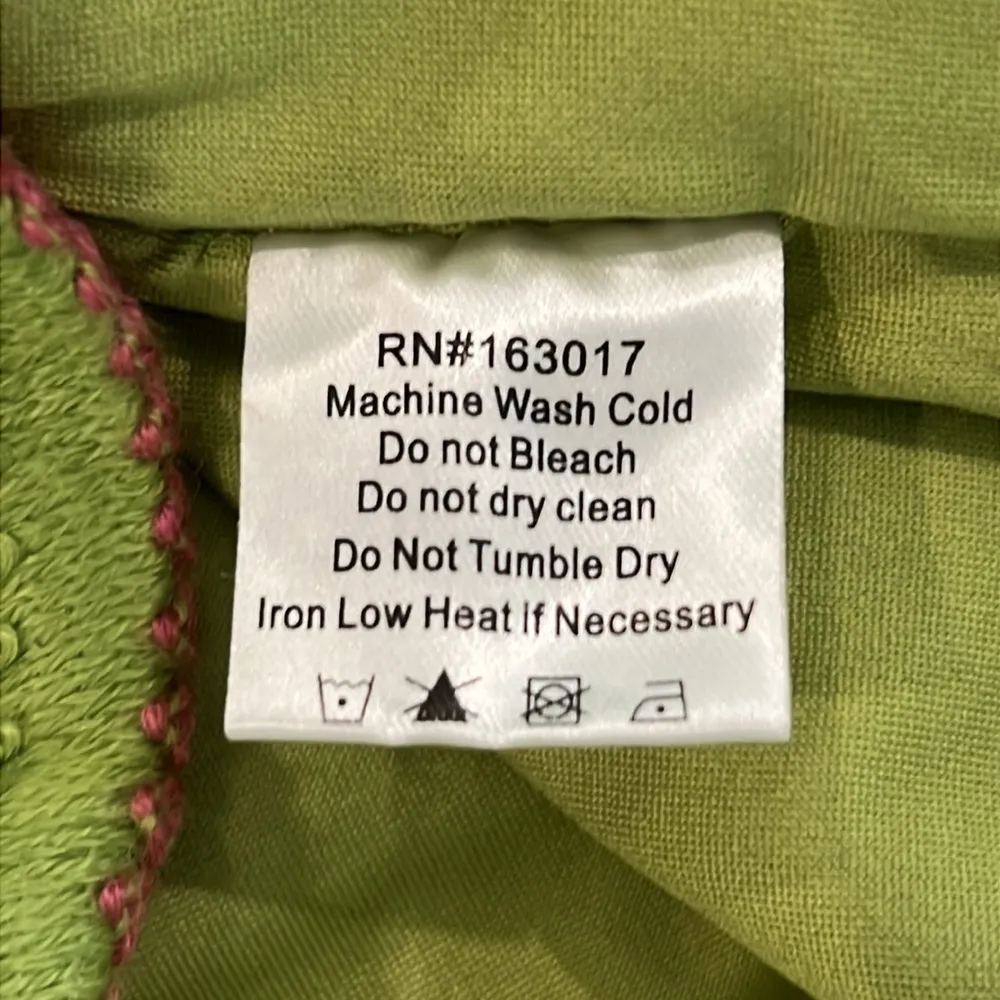 RN#163017
Machine Wash Cold
Do not Bleach
Do not dry clean
Do Not Tumble Dry
Iron Low Heat if Necessary